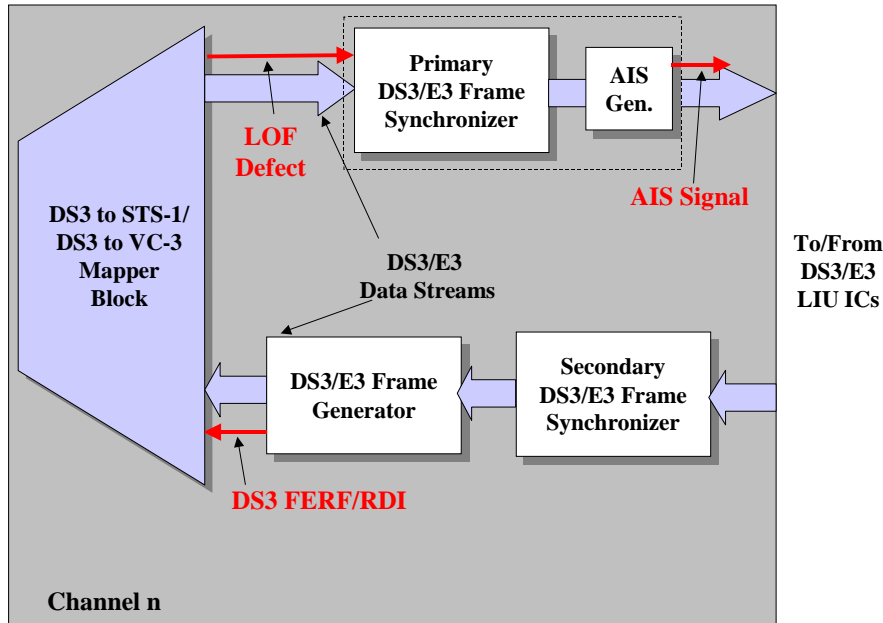 Primary
DS3/E3 Frame
Synchronizer
AIS
Gen.
LOF
Defect
AIS Signal
DS3 to STS-1/
DS3 to VC-3
Mapper
Block
DS3/E3
Data Streams
To/From
DS3/E3
LIU ICs
DS3/E3 Frame
Generator
Secondary
DS3/E3 Frame
Synchronizer
DS3 FERF/RDI
Channel n